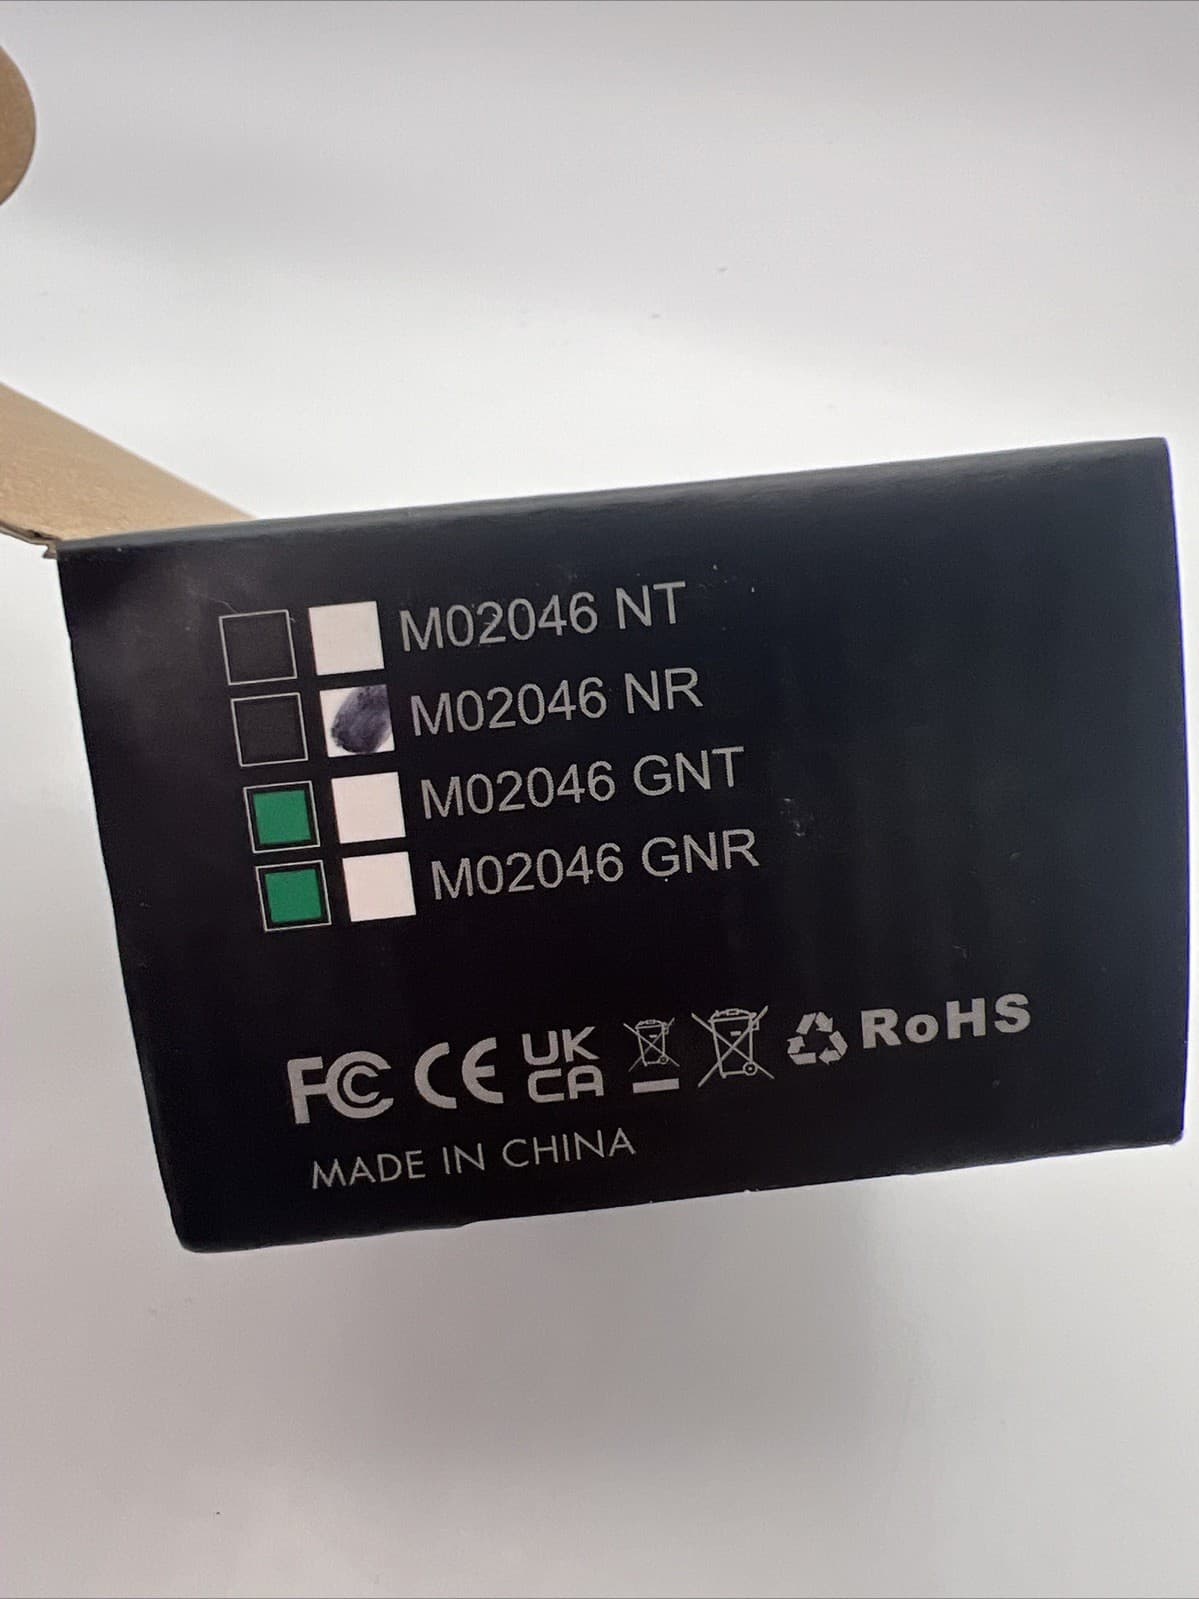 M02046 NT
M02046 NR
M02046 GNT
M02046 GNR
FC CE UK CA RoHS
MADE IN CHINA